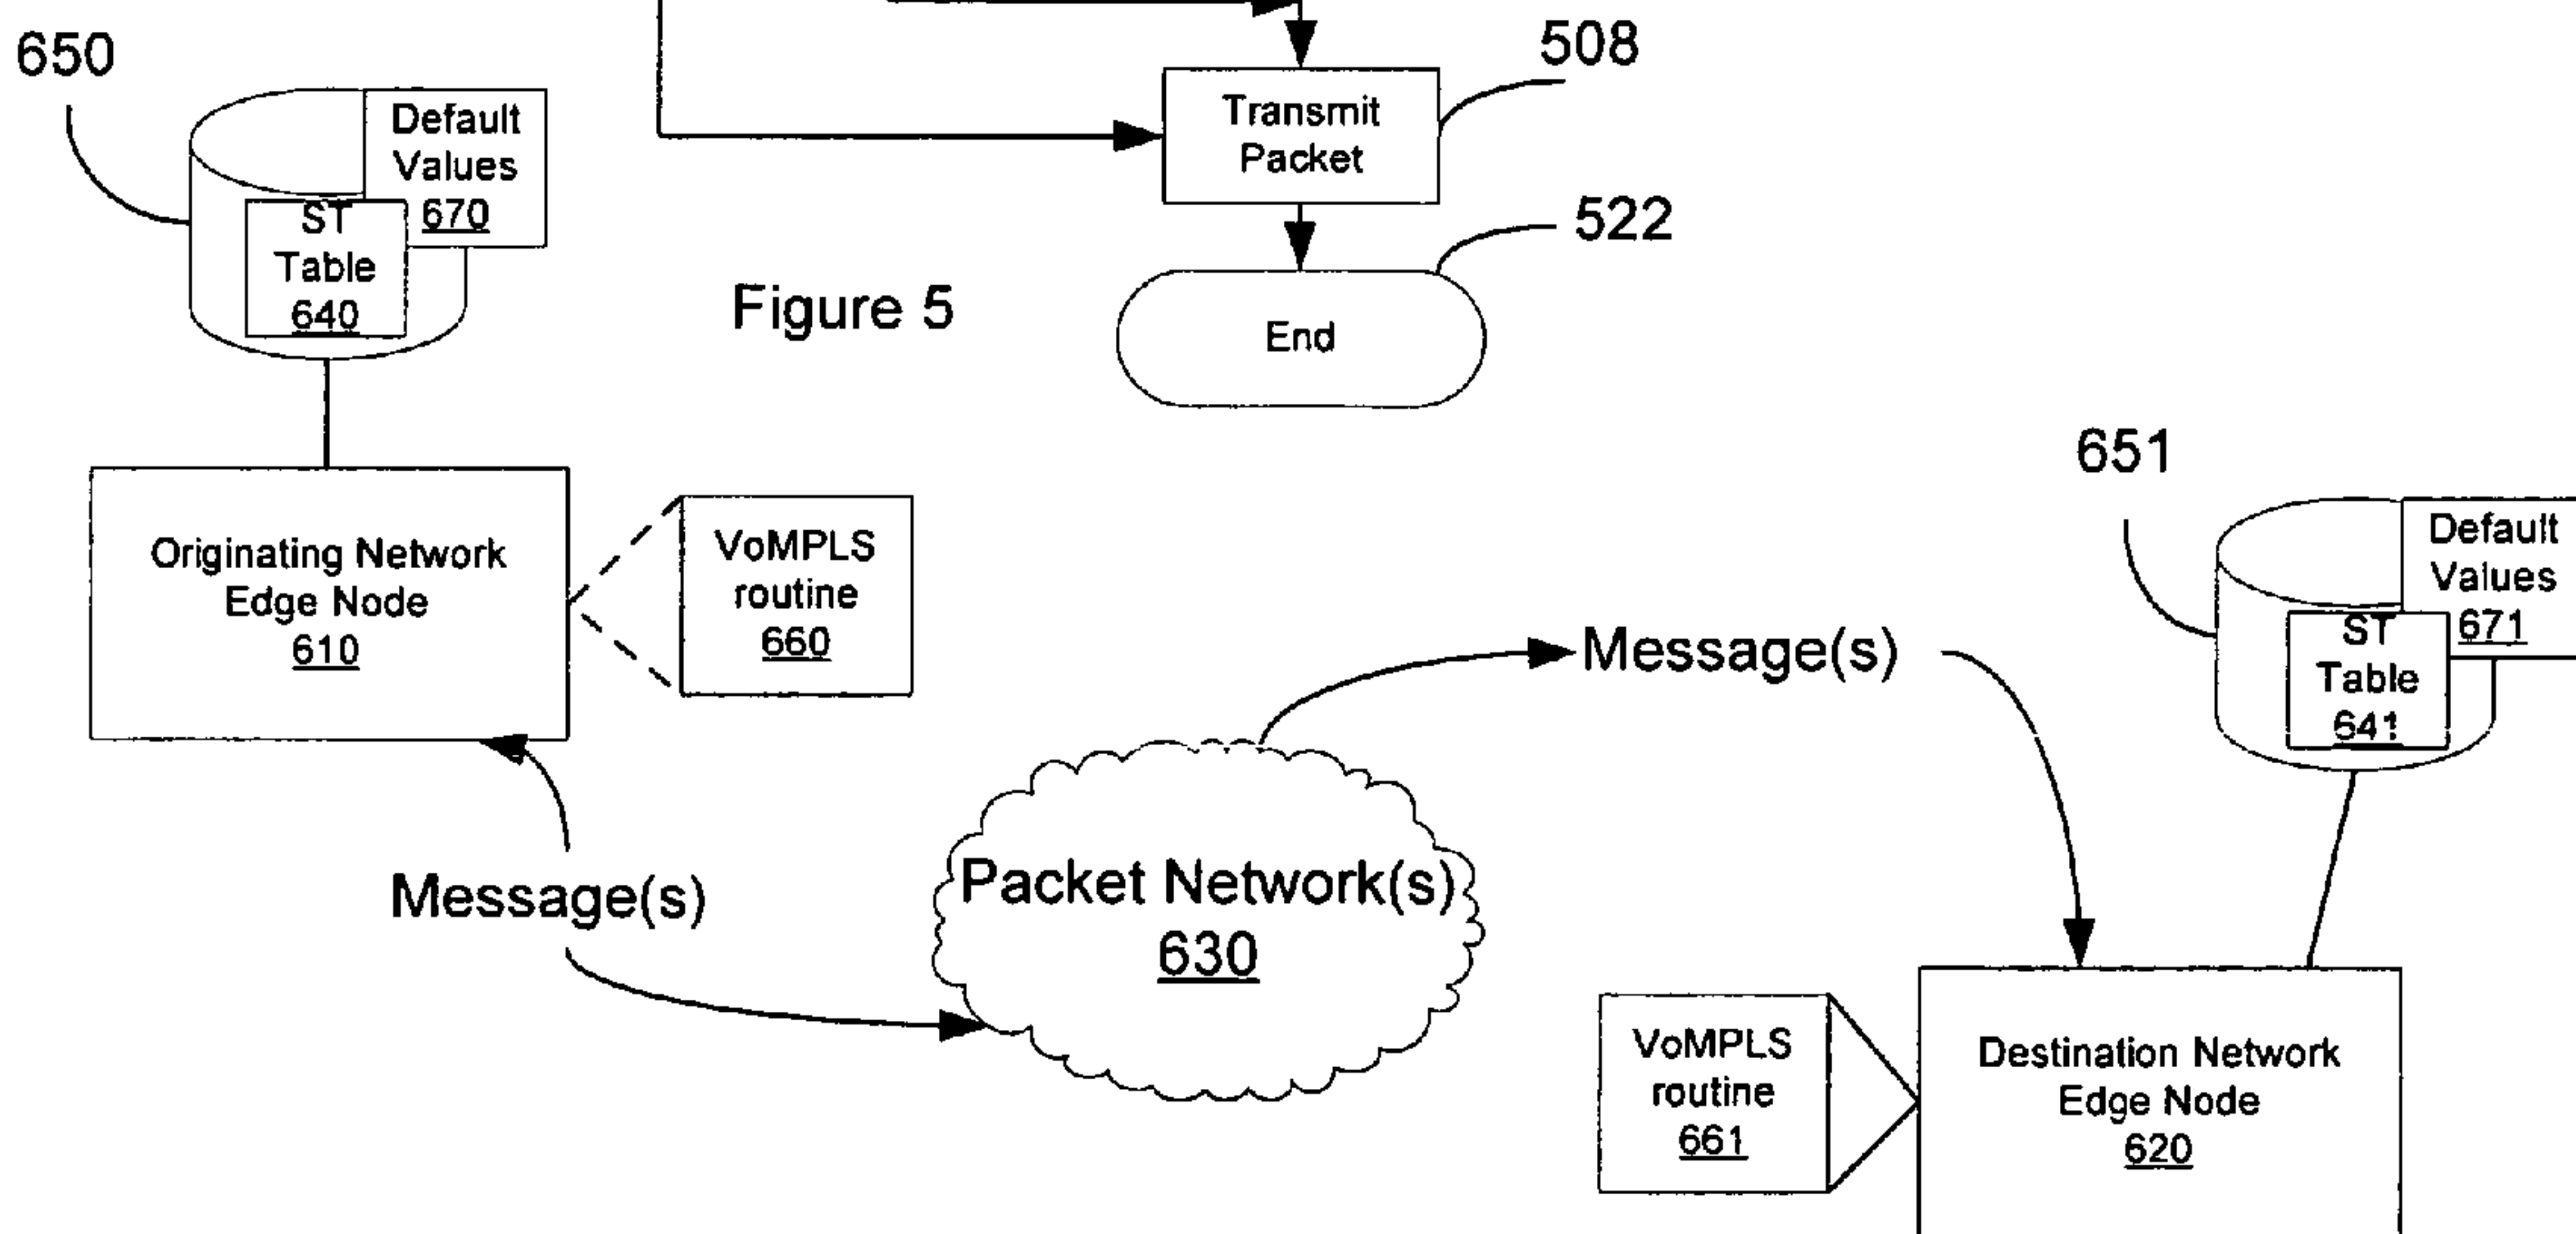 650
Default
Values
670
ST
Table
640
508
Transmit
Packet
522
End
Figure 5
Originating Network
Edge Node
610
VoMPLS
routine
660
651
Default
Values
671
ST
Table
641
Message(s)
Message(s)
Packet Network(s)
630
VoMPLS
routine
661
Destination Network
Edge Node
620